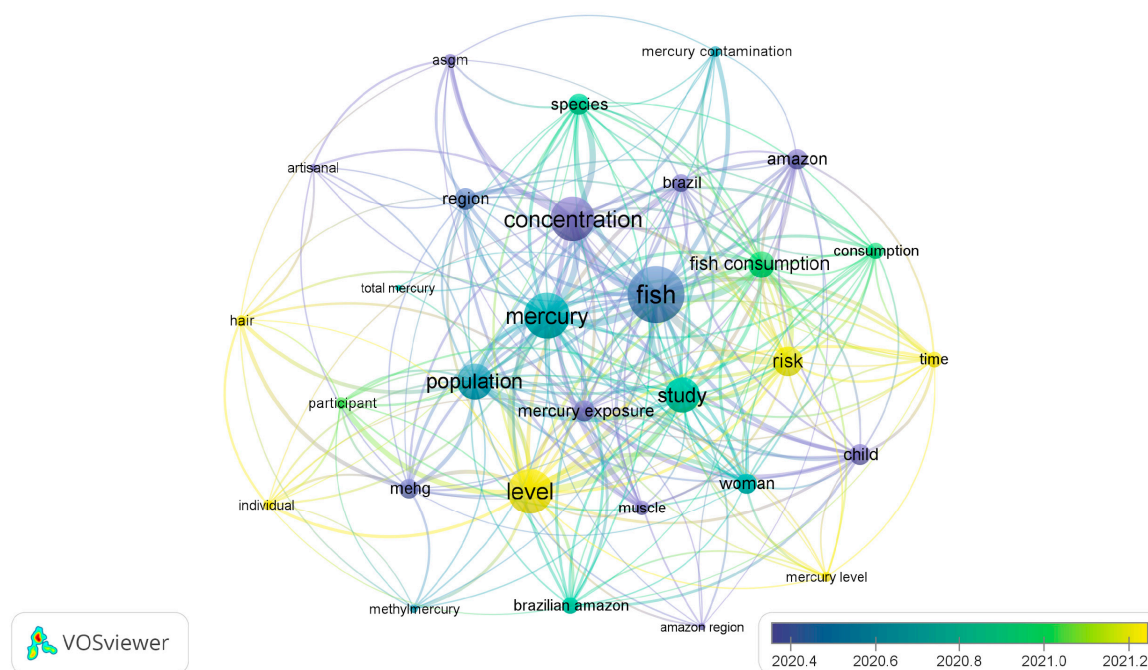 mercury contamination
asgm
species
artisanal
amazon
brazil
region
concentration
consumption
fish consumption
total mercury
fish
mercury
hair
time
risk
population
participant
study
mercury exposure
child
mehg
level
woman
individual
muscle
mercury level
methylmercury
brazilian amazon
amazon region
VOSviewer
2020.4 2020.6 2020.8 2021.0 2021.2